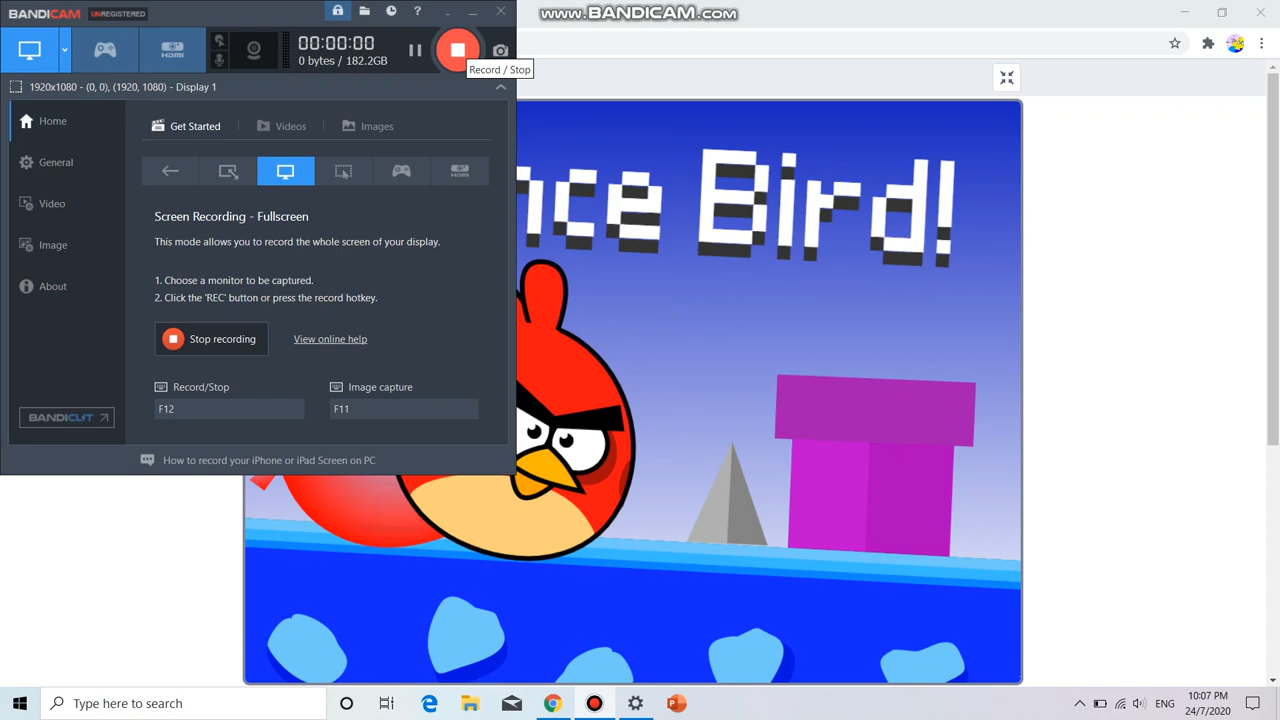 BANDICAM UNREGISTERED
www.BANDICAM.com
00:00:00
0 bytes / 182.2GB
HDMI
Record / Stop
1920x1080 - (0, 0), (1920, 1080) - Display 1
Home
General
Video
Image
About
BANDICUT
Get Started
Videos
Images
HDMI
Screen Recording - Fullscreen
This mode allows you to record the whole screen of your display.
1. Choose a monitor to be captured.
2. Click the 'REC' button or press the record hotkey.
Stop recording
View online help
Record/Stop
Image capture
F12
F11
How to record your iPhone or iPad Screen on PC
nce Bird!
Type here to search
ENG
10:07 PM
24/7/2020